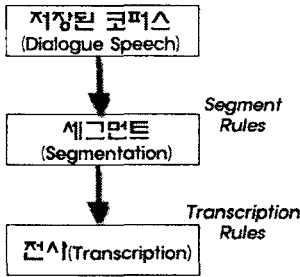 저장된 코퍼스
(Dialogue Speech)
Segment
Rules
세그먼트
(Segmentation)
Transcription
Rules
전사(Transcription)